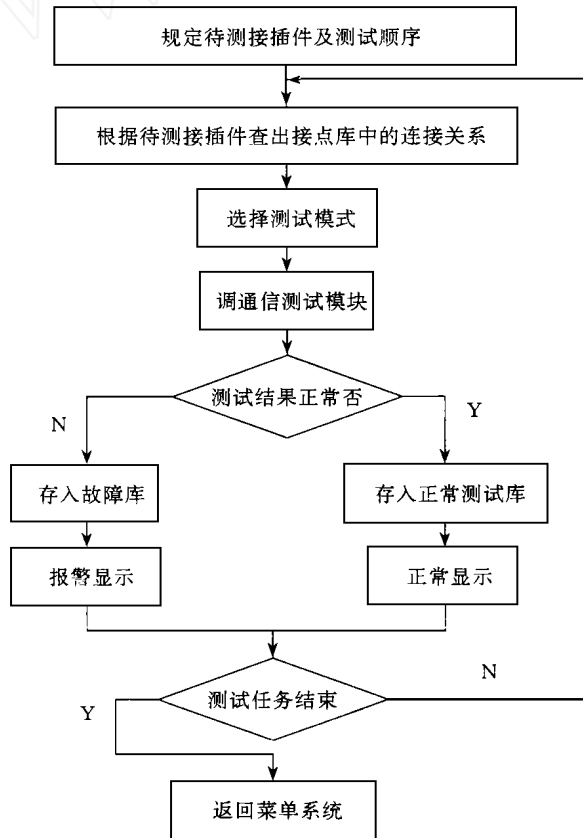 规定待测接插件及测试顺序
根据待测接插件查出接点库中的连接关系
选择测试模式
调通信测试模块
测试结果正常否
N
Y
存入故障库
存入正常测试库
报警显示
正常显示
测试任务结束
N
Y
返回菜单系统